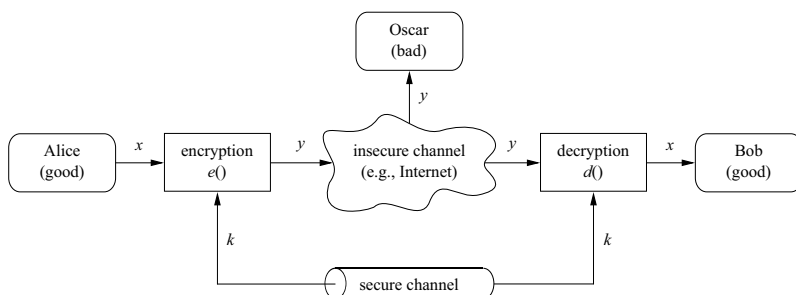 Oscar
(bad)
y
Alice
(good)
x
encryption
e()
y
insecure channel
(e.g., Internet)
y
decryption
d()
x
Bob
(good)
k
k
secure channel